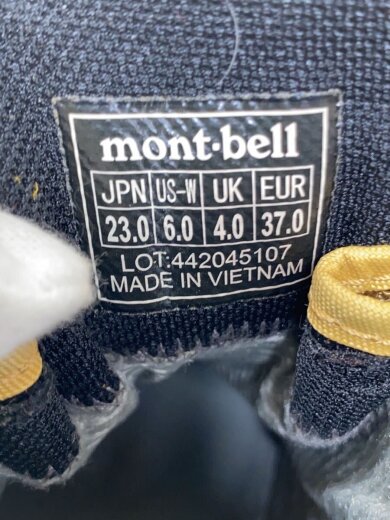 mont·bell
JPN US-W UK EUR
23.0 6.0 4.0 37.0
LOT:442045107
MADE IN VIETNAM